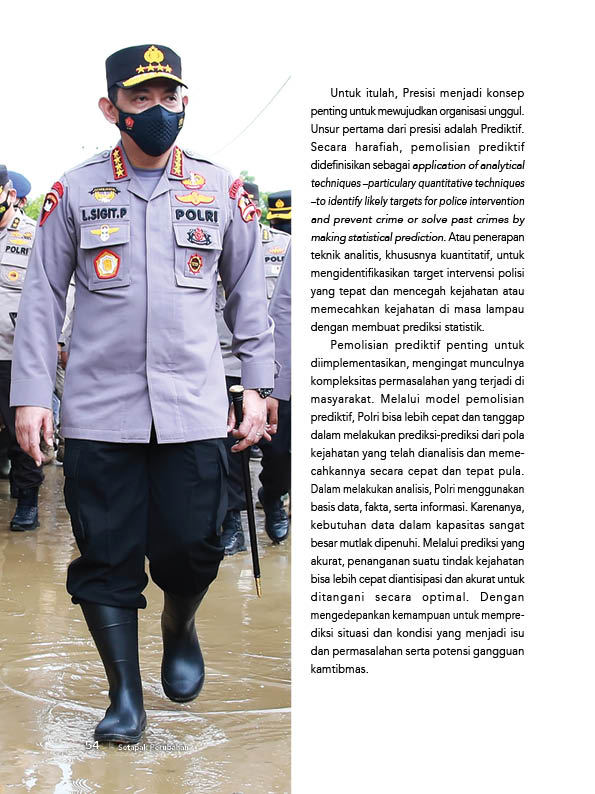 Untuk itulah, Presisi menjadi konsep
penting untuk mewujudkan organisasi unggul.
Unsur pertama dari presisi adalah Prediktif.
Secara harafiah, pemolisian prediktif
didefinisikan sebagai application of analytical
techniques –particulary quantitative techniques
–to identify likely targets for police intervention
and prevent crime or solve past crimes by
making statistical prediction. Atau penerapan
teknik analitis, khususnya kuantitatif, untuk
mengidentifikasikan target intervensi polisi
yang tepat dan mencegah kejahatan atau
memecahkan kejahatan di masa lampau
dengan membuat prediksi statistik.
Pemolisian prediktif penting untuk
diimplementasikan, mengingat munculnya
kompleksitas permasalahan yang terjadi di
masyarakat. Melalui model pemolisian
prediktif, Polri bisa lebih cepat dan tanggap
dalam melakukan prediksi-prediksi dari pola
kejahatan yang telah dianalisis dan meme-
cahkannya secara cepat dan tepat pula.
Dalam melakukan analisis, Polri menggunakan
basis data, fakta, serta informasi. Karenanya,
kebutuhan data dalam kapasitas sangat
besar mutlak dipenuhi. Melalui prediksi yang
akurat, penanganan suatu tindak kejahatan
bisa lebih cepat diantisipasi dan akurat untuk
ditangani secara optimal. Dengan
mengedepankan kemampuan untuk mempre-
diksi situasi dan kondisi yang menjadi isu
dan permasalahan serta potensi gangguan
kamtibmas.
L.SIGIT.P
POLRI
POLRI
POLRI
54 | Setapak Perubahan